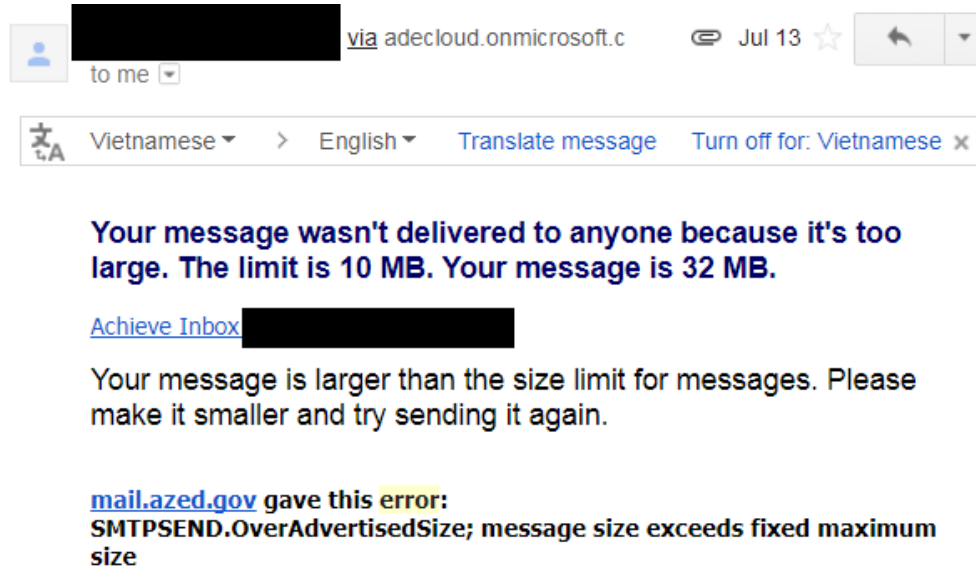 via adecloud.onmicrosoft.c Jul 13
to me
Vietnamese > English Translate message Turn off for: Vietnamese x
Your message wasn't delivered to anyone because it's too
large. The limit is 10 MB. Your message is 32 MB.
Achieve Inbox
Your message is larger than the size limit for messages. Please
make it smaller and try sending it again.
mail.azed.gov gave this error:
SMTPSEND.OverAdvertisedSize; message size exceeds fixed maximum
size